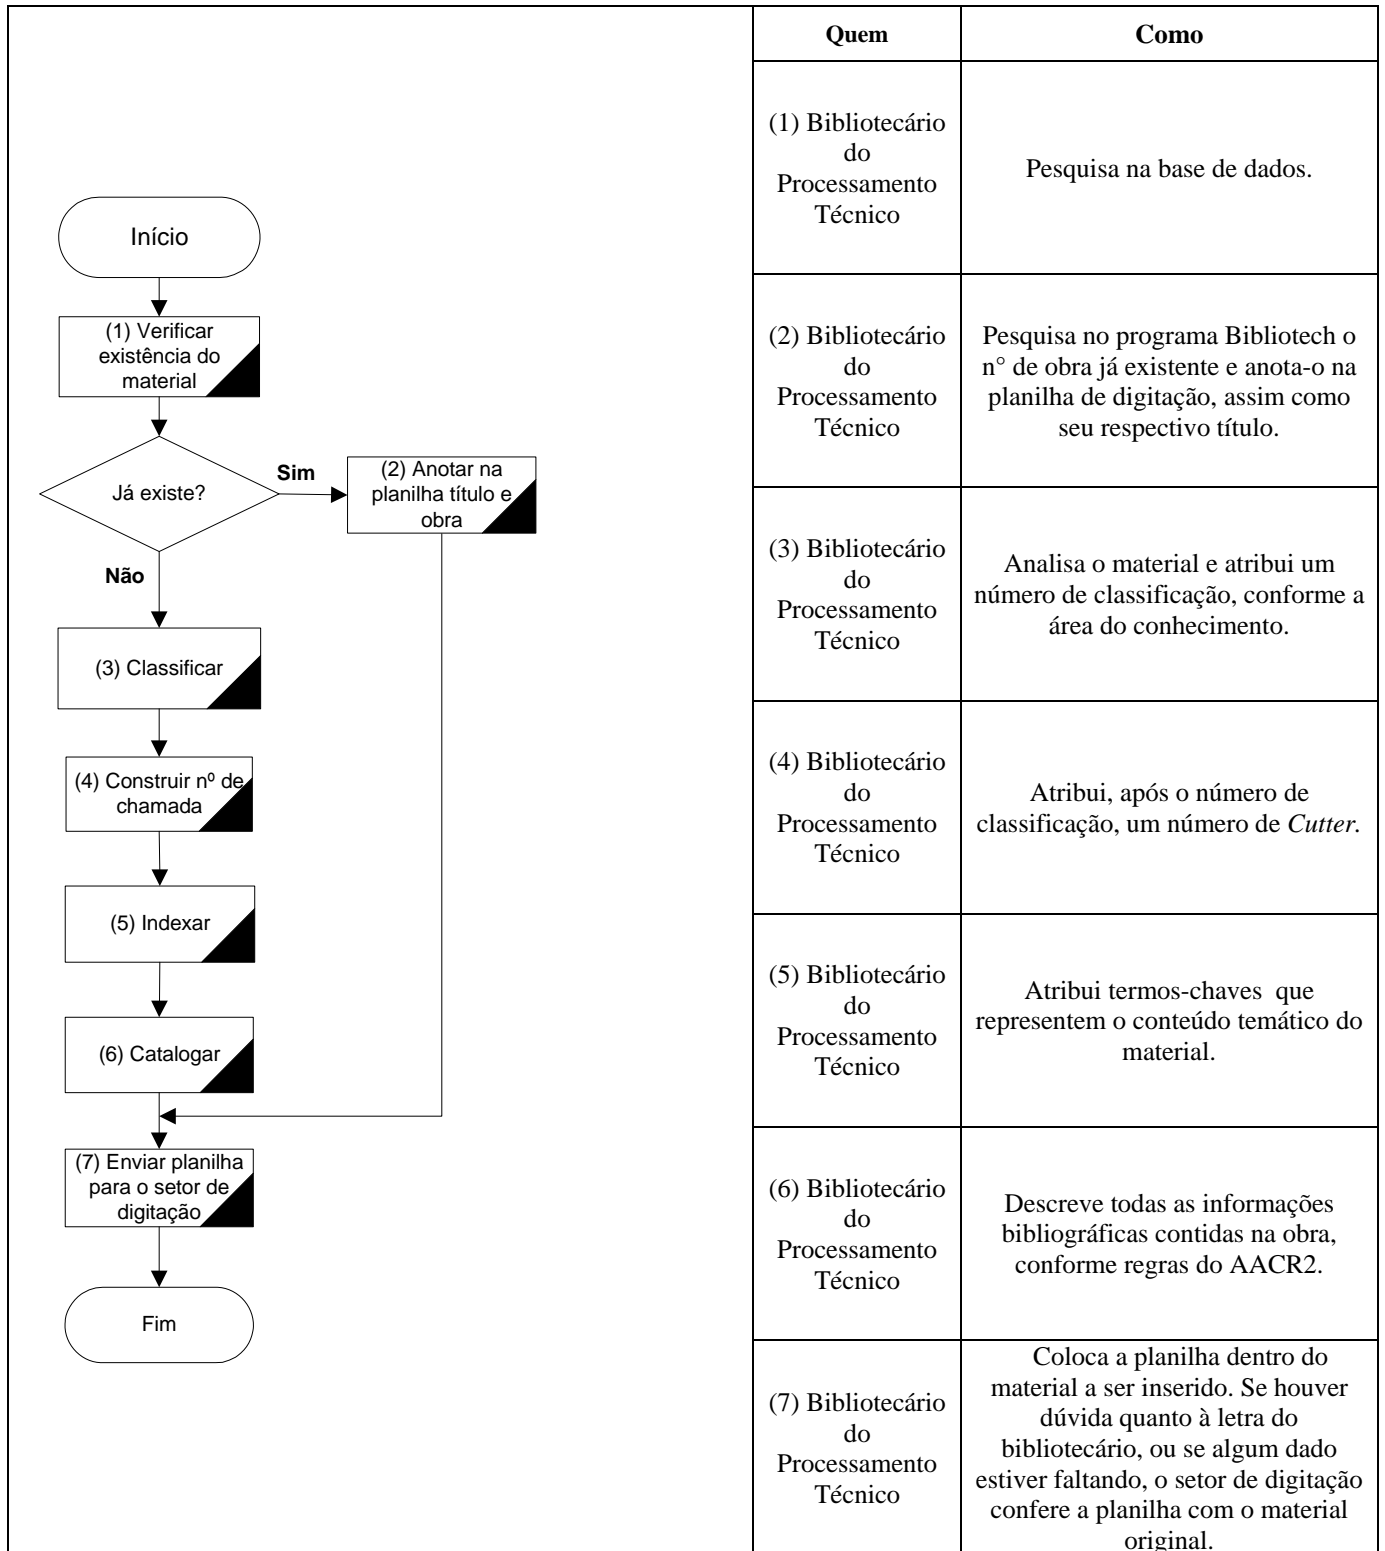 Início
(1) Verificar
existência do
material
Já existe?
Sim
(2) Anotar na
planilha título e
obra
Não
(3) Classificar
(4) Construir nº de
chamada
(5) Indexar
(6) Catalogar
(7) Enviar planilha
para o setor de
digitação
Fim
Quem
Como
(1) Bibliotecário
do
Processamento
Técnico
Pesquisa na base de dados.
(2) Bibliotecário
do
Processamento
Técnico
Pesquisa no programa Bibliotech o
n° de obra já existente e anota-o na
planilha de digitação, assim como
seu respectivo título.
(3) Bibliotecário
do
Processamento
Técnico
Analisa o material e atribui um
número de classificação, conforme a
área do conhecimento.
(4) Bibliotecário
do
Processamento
Técnico
Atribui, após o número de
classificação, um número de Cutter.
(5) Bibliotecário
do
Processamento
Técnico
Atribui termos-chaves que
representem o conteúdo temático do
material.
(6) Bibliotecário
do
Processamento
Técnico
Descreve todas as informações
bibliográficas contidas na obra,
conforme regras do AACR2.
(7) Bibliotecário
do
Processamento
Técnico
Coloca a planilha dentro do
material a ser inserido. Se houver
dúvida quanto à letra do
bibliotecário, ou se algum dado
estiver faltando, o setor de digitação
confere a planilha com o material
original.